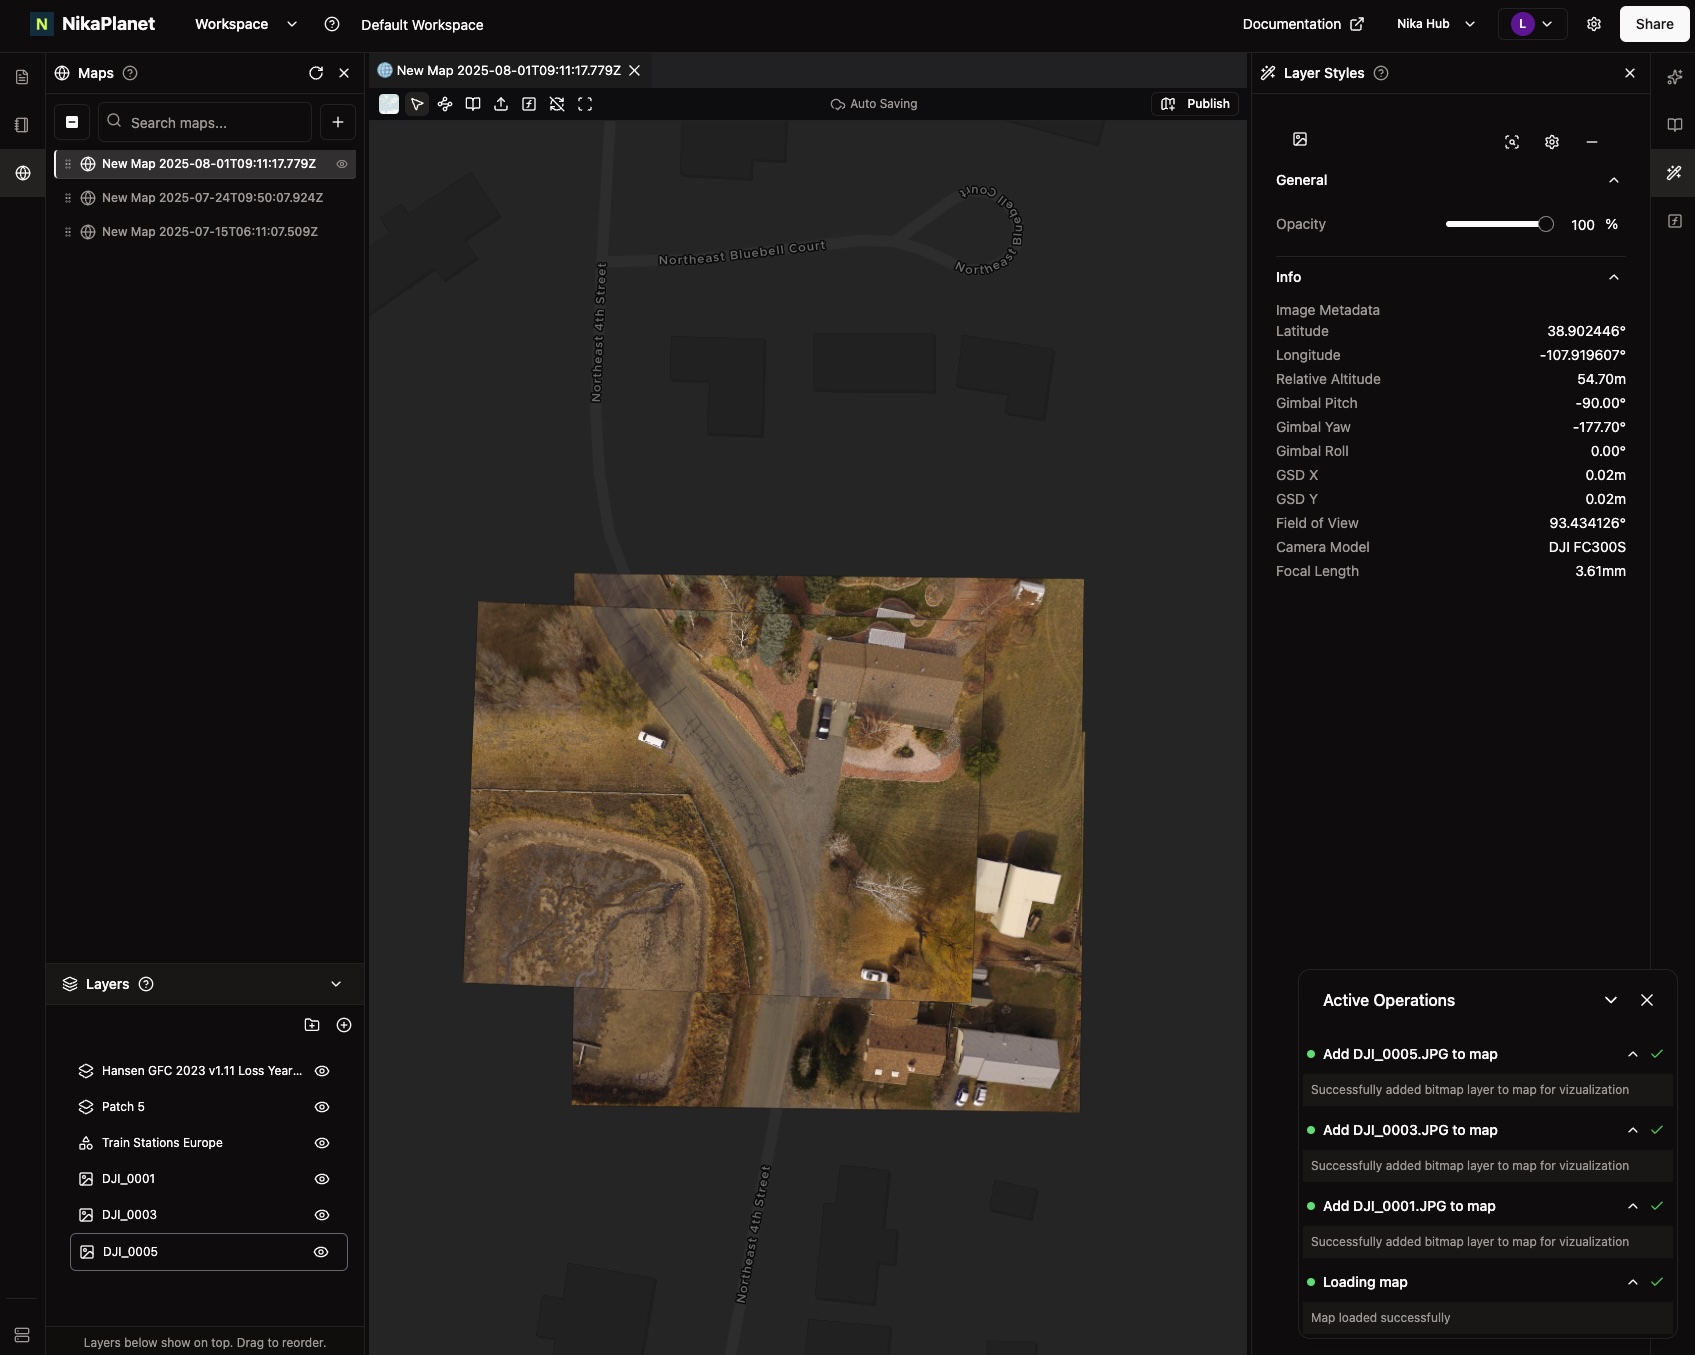 N NikaPlanet Workspace Default Workspace Documentation Nika Hub L Share
Maps
Search maps...
New Map 2025-08-01T09:11:17.779Z
New Map 2025-07-24T09:50:07.924Z
New Map 2025-07-15T06:11:07.509Z
Layers
Hansen GFC 2023 v1.11 Loss Year...
Patch 5
Train Stations Europe
DJI_0001
DJI_0003
DJI_0005
Layers below show on top. Drag to reorder.
New Map 2025-08-01T09:11:17.779Z
Auto Saving
Publish
Northeast Bluebell Court
Northeast Bluebell Court
Northeast 4th Street
Northeast 4th Street
Layer Styles
General
Opacity 100 %
Info
Image Metadata
Latitude 38.902446°
Longitude -107.919607°
Relative Altitude 54.70m
Gimbal Pitch -90.00°
Gimbal Yaw -177.70°
Gimbal Roll 0.00°
GSD X 0.02m
GSD Y 0.02m
Field of View 93.434126°
Camera Model DJI FC300S
Focal Length 3.61mm
Active Operations
Add DJI_0005.JPG to map
Successfully added bitmap layer to map for vizualization
Add DJI_0003.JPG to map
Successfully added bitmap layer to map for vizualization
Add DJI_0001.JPG to map
Successfully added bitmap layer to map for vizualization
Loading map
Map loaded successfully